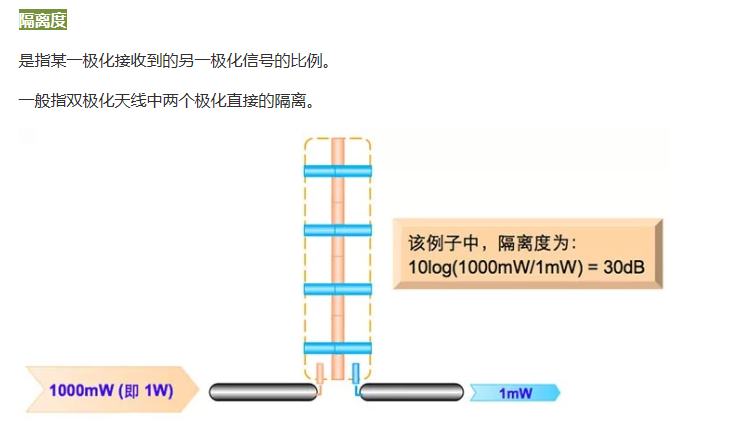 隔离度
是指某一极化接收到的另一极化信号的比例。
一般指双极化天线中两个极化直接的隔离。
该例子中，隔离度为：
10log(1000mW/1mW) = 30dB
1000mW (即 1W)
1mW